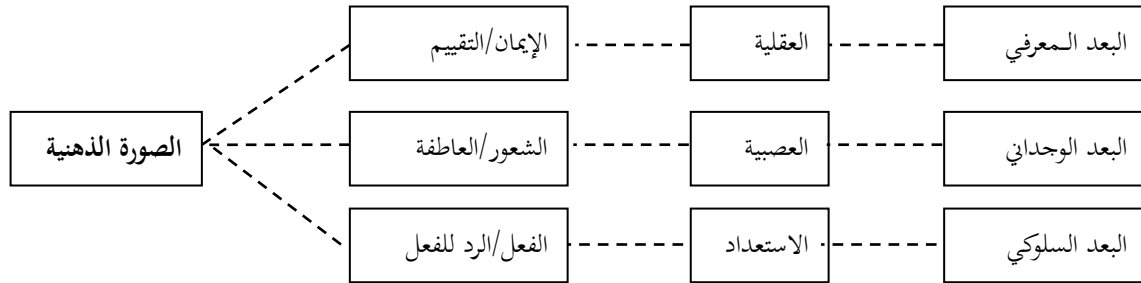 البعد المعرفي
العقلية
الإيمان/التقييم
البعد الوجداني
العصبية
الشعور/العاطفة
الصورة الذهنية
البعد السلوكي
الاستعداد
الفعل/الرد للفعل